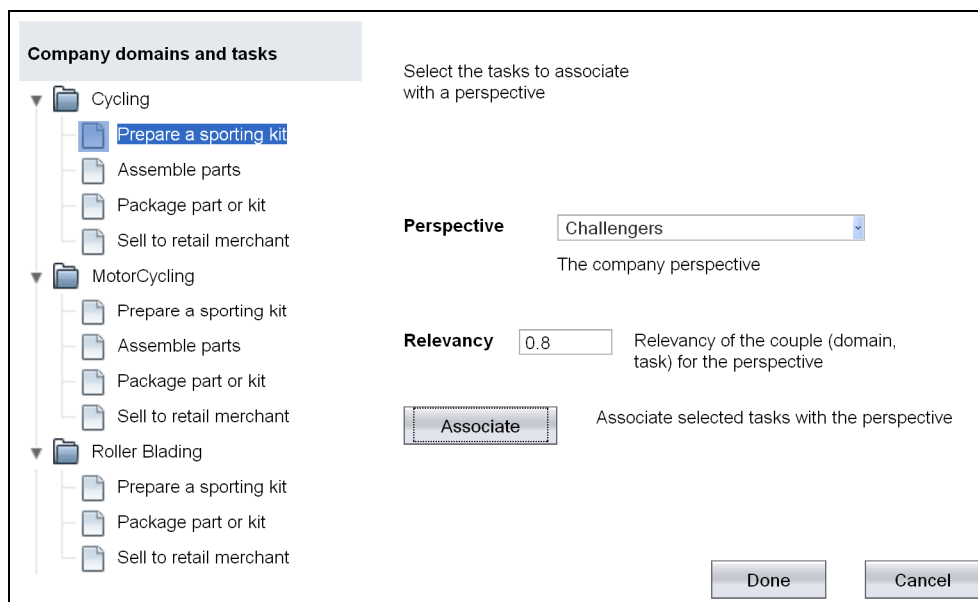 Company domains and tasks
Cycling
Prepare a sporting kit
Assemble parts
Package part or kit
Sell to retail merchant
MotorCycling
Prepare a sporting kit
Assemble parts
Package part or kit
Sell to retail merchant
Roller Blading
Prepare a sporting kit
Package part or kit
Sell to retail merchant
Select the tasks to associate
with a perspective
Perspective Challengers
The company perspective
Relevancy 0.8 Relevancy of the couple (domain,
task) for the perspective
Associate Associate selected tasks with the perspective
Done Cancel